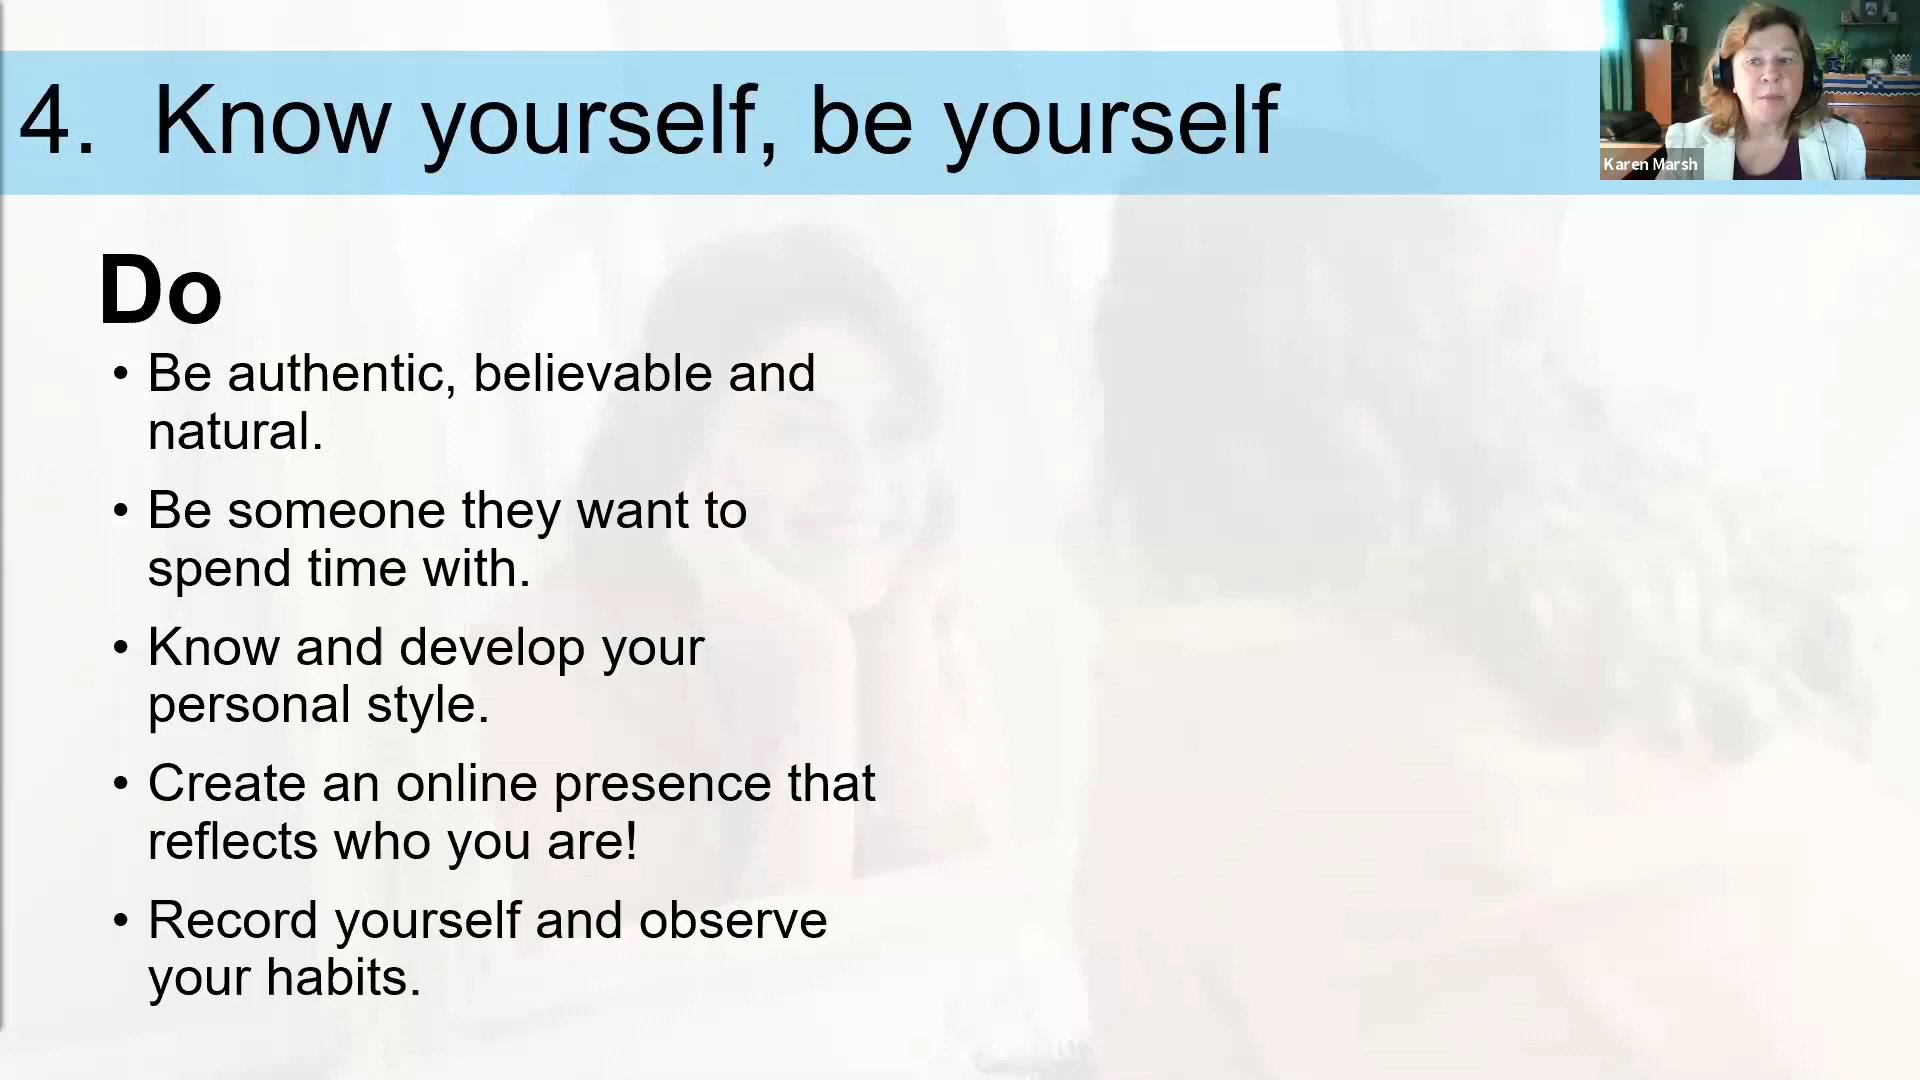 4. Know yourself, be yourself
Karen Marsh
Do
• Be authentic, believable and
natural.
• Be someone they want to
spend time with.
• Know and develop your
personal style.
• Create an online presence that
reflects who you are!
• Record yourself and observe
your habits.